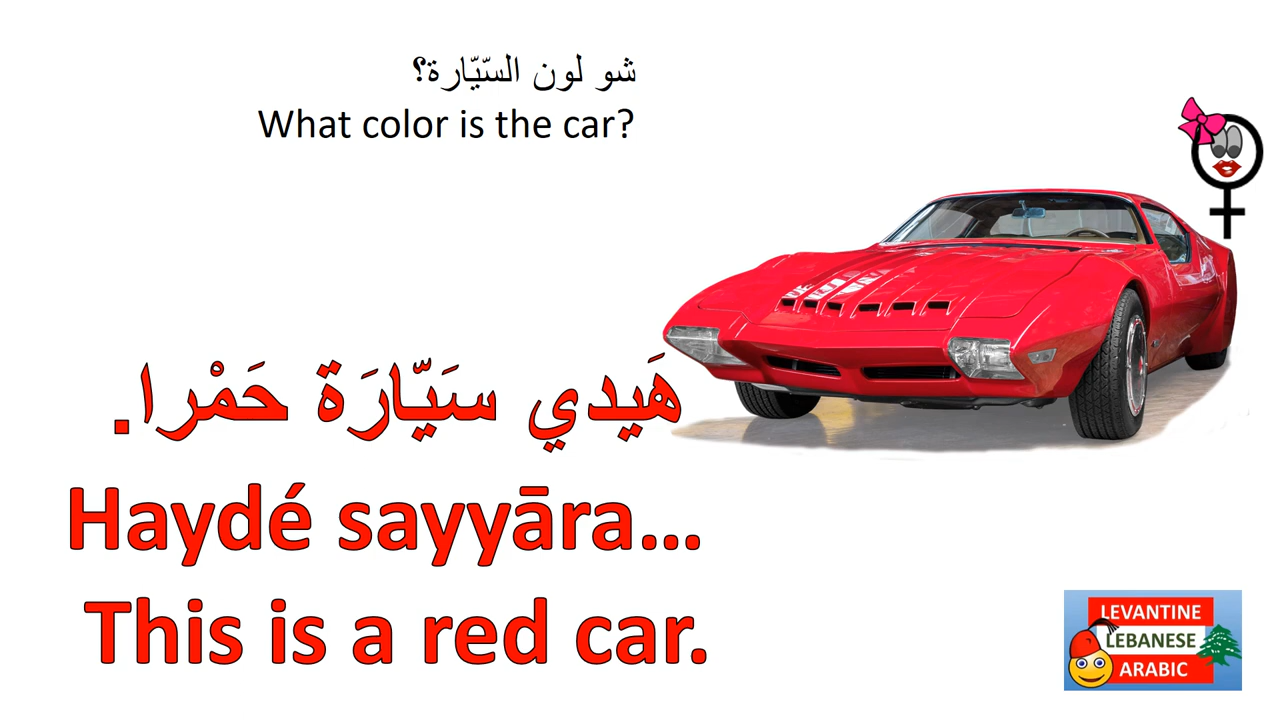 شو لون السّيّارة؟
What color is the car?
هَيدي سَيّارَة حَمْرا.
Haydé sayyāra...
This is a red car.
LEVANTINE
LEBANESE
ARABIC